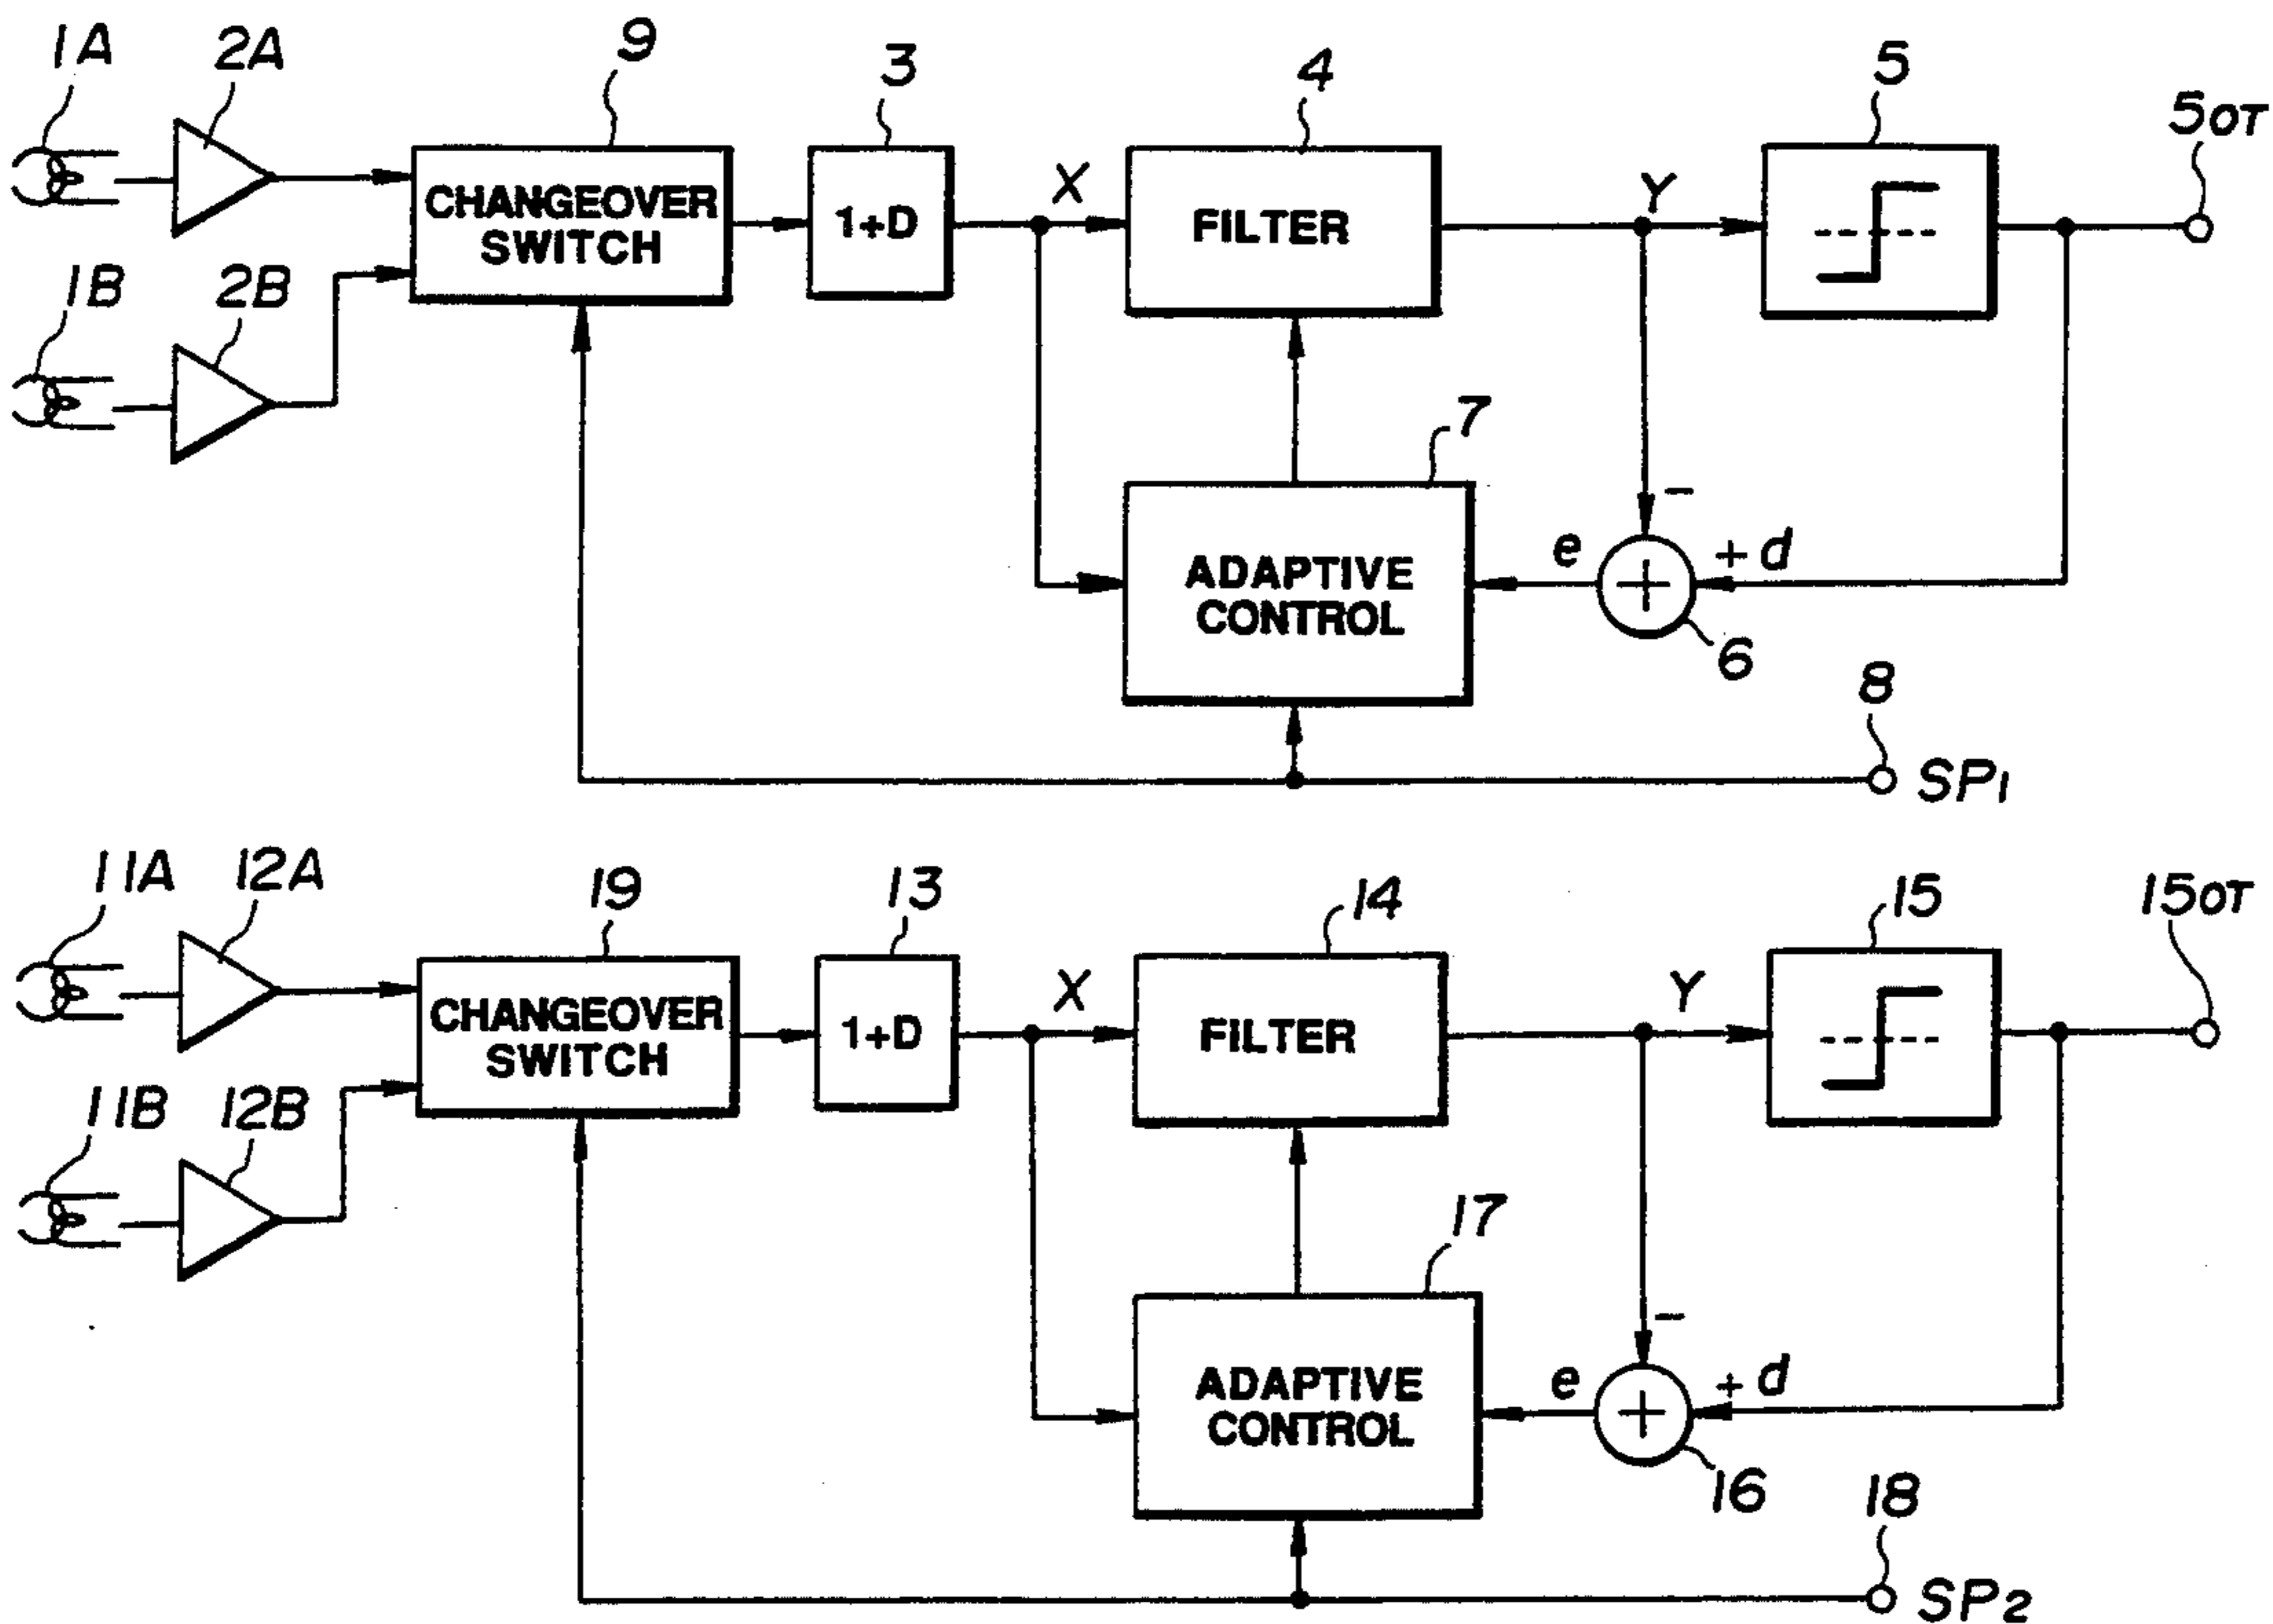 1A 2A 9 3 4 5 5OT
CHANGEOVER
SWITCH
1+D
X
FILTER
Y
1B 2B
7
−
ADAPTIVE
CONTROL
e
+ d
6
8
SP1
11A 12A 19 13 14 15 15OT
CHANGEOVER
SWITCH
1+D
X
FILTER
Y
11B 12B
17
−
ADAPTIVE
CONTROL
e
+ d
16
18
SP2